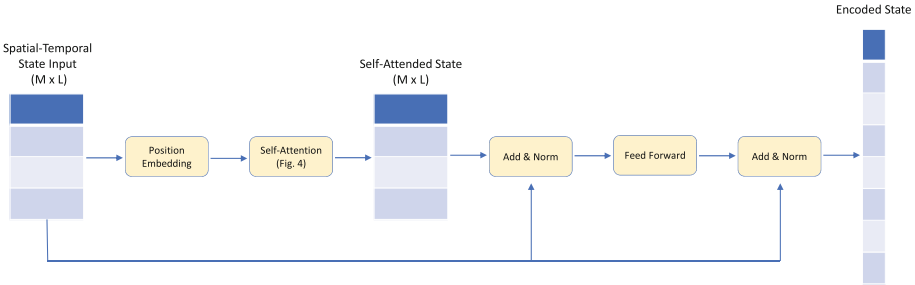 Encoded State
Spatial-Temporal
State Input
(M x L)
Self-Attended State
(M x L)
Position
Embedding
Self-Attention
(Fig. 4)
Add & Norm
Feed Forward
Add & Norm